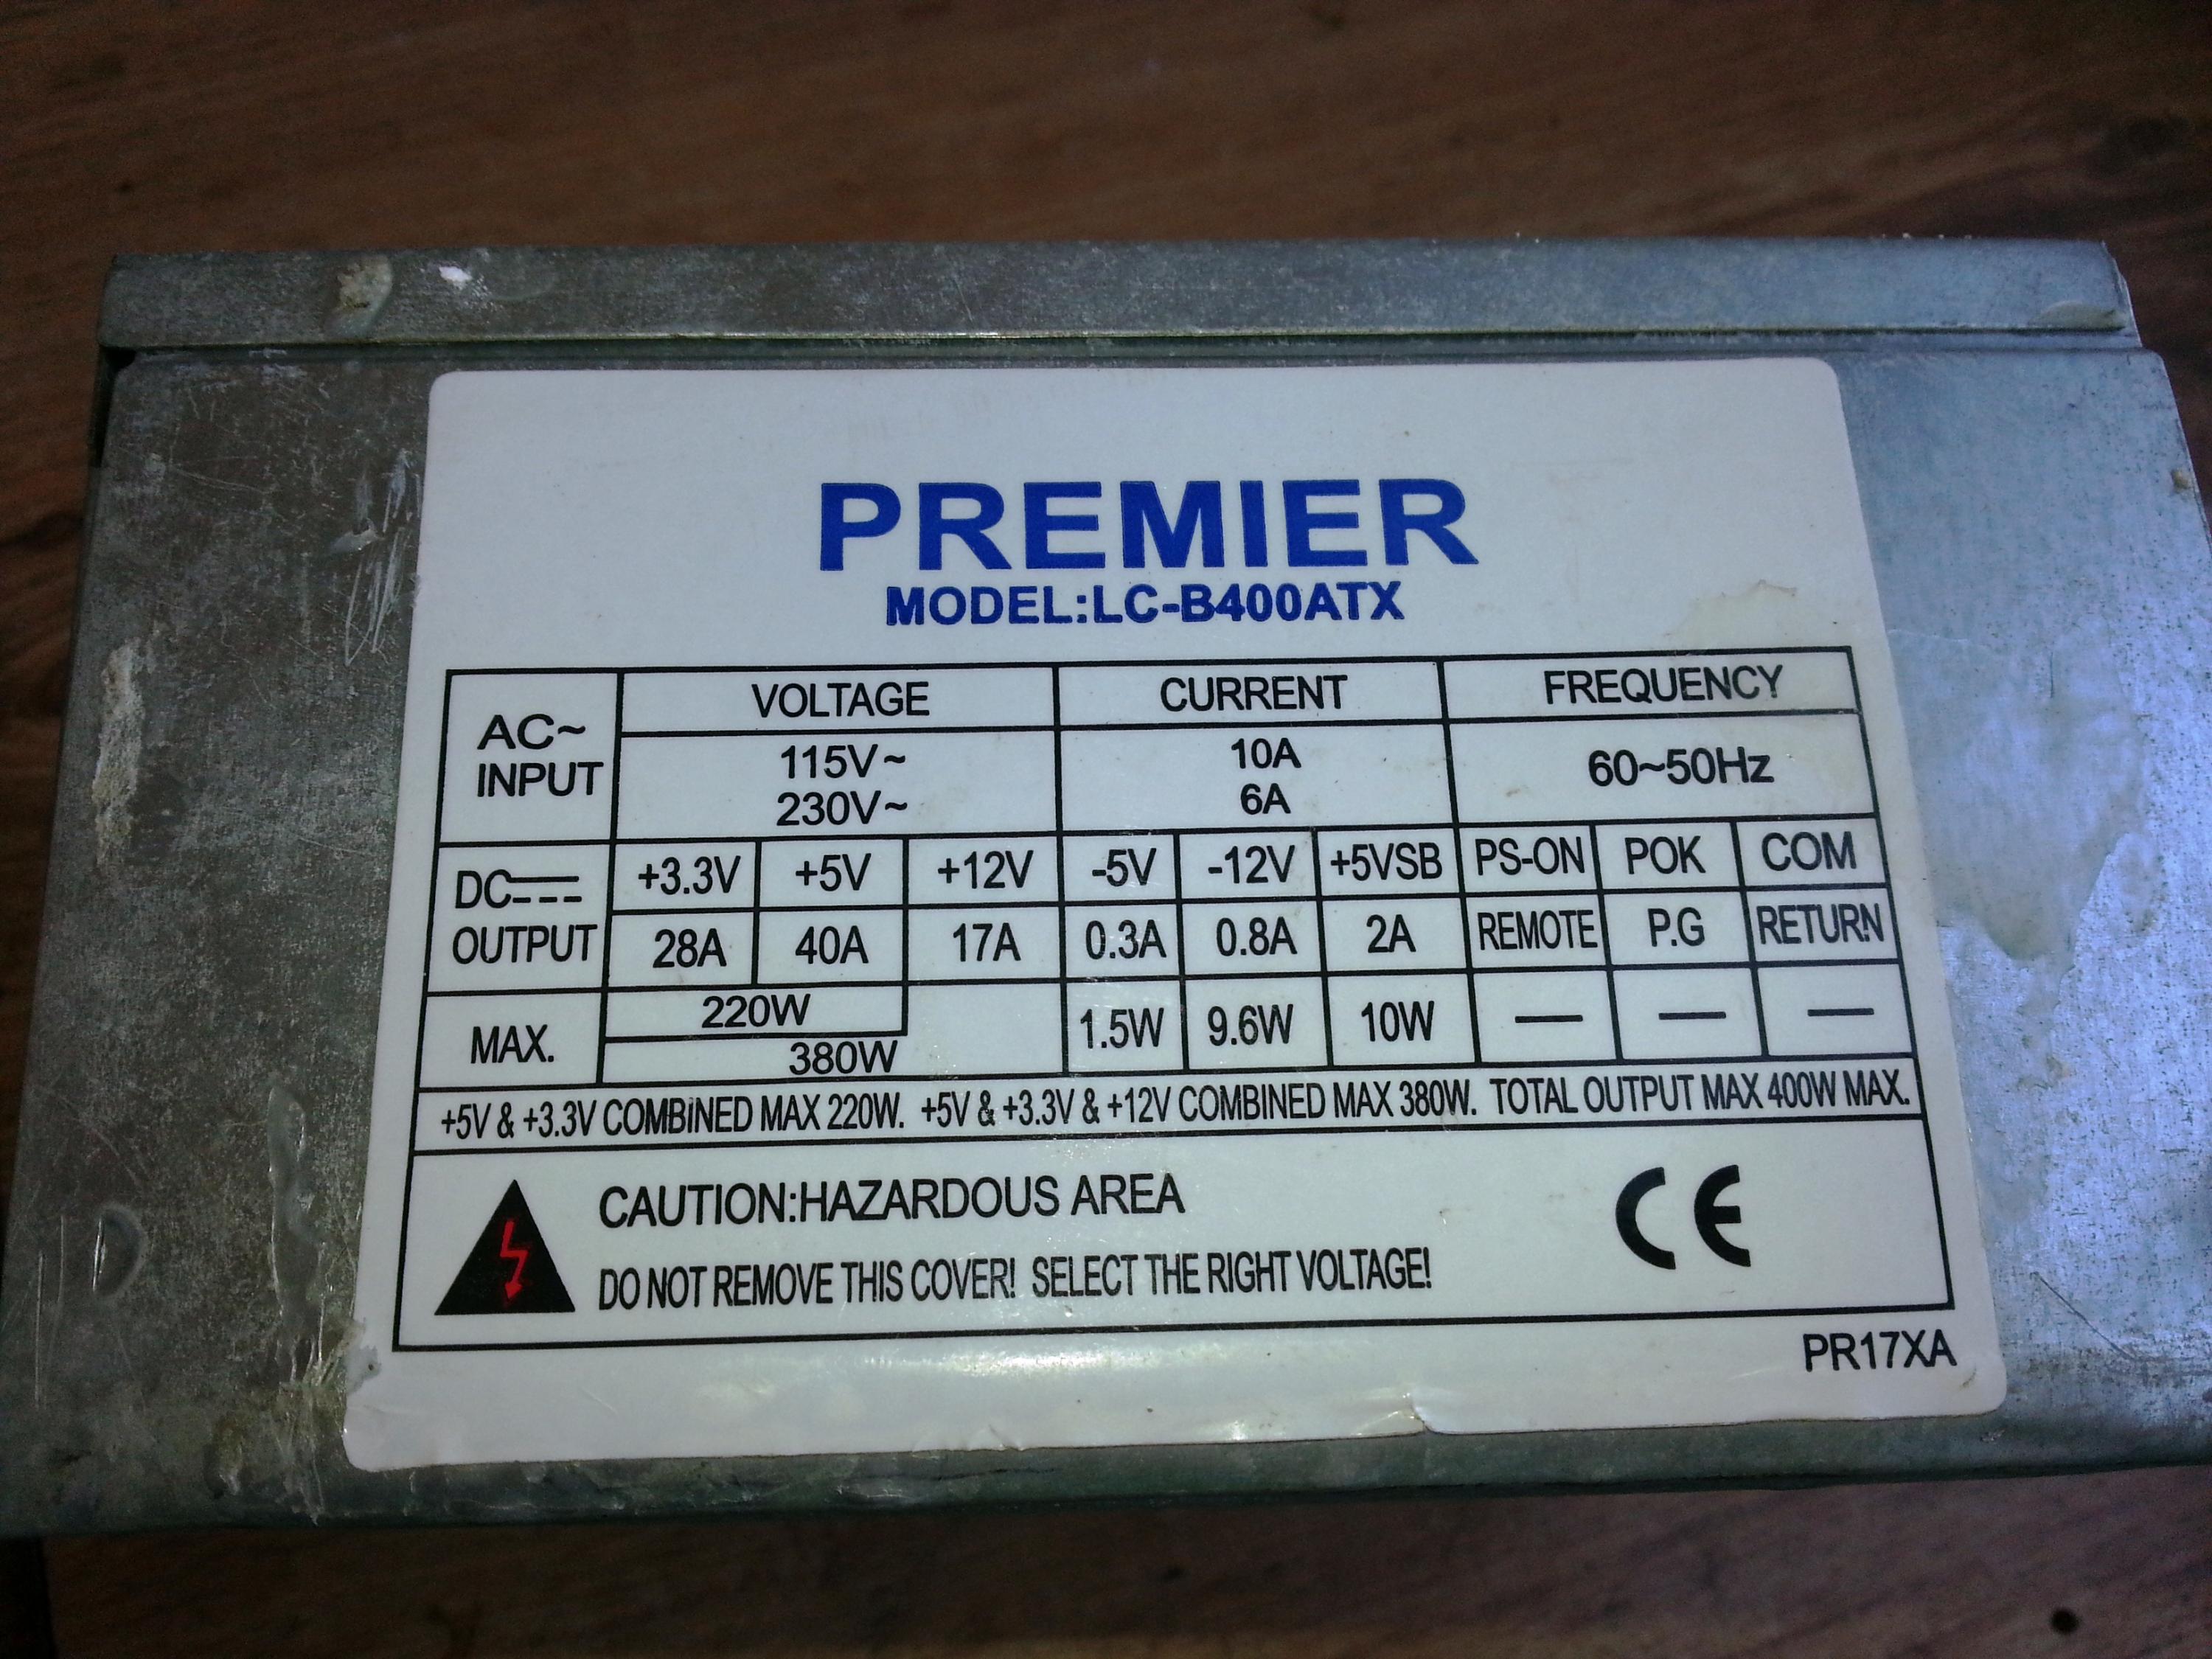 PREMIER
MODEL:LC-B400ATX
AC~ INPUT VOLTAGE CURRENT FREQUENCY
115V~ 10A 60~50Hz
230V~ 6A
DC OUTPUT +3.3V +5V +12V -5V -12V +5VSB PS-ON POK COM
28A 40A 17A 0.3A 0.8A 2A REMOTE P.G RETURN
MAX. 220W 1.5W 9.6W 10W — — —
380W
+5V & +3.3V COMBINED MAX 220W. +5V & +3.3V & +12V COMBINED MAX 380W. TOTAL OUTPUT MAX 400W MAX.
CAUTION:HAZARDOUS AREA
DO NOT REMOVE THIS COVER! SELECT THE RIGHT VOLTAGE!
CE
PR17XA